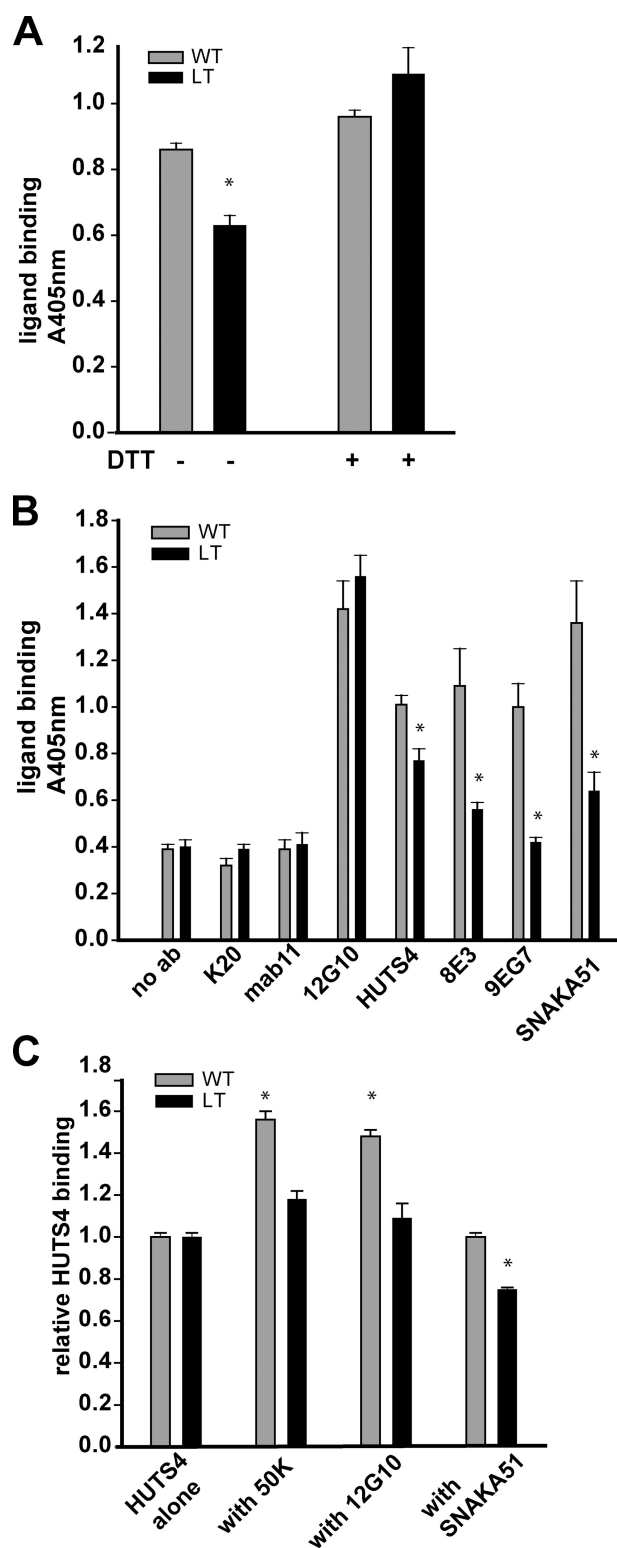 A
1.2
1.0
0.8
0.6
0.4
0.2
0.0
ligand binding
A405nm
WT
LT
*
DTT - - + +
B
1.8
1.6
1.4
1.2
1.0
0.8
0.6
0.4
0.2
0.0
ligand binding
A405nm
WT
LT
* * * *
no ab K20 mab11 12G10 HUTS4 8E3 9EG7 SNAKA51
C
1.8
1.6
1.4
1.2
1.0
0.8
0.6
0.4
0.2
0.0
relative HUTS4 binding
WT
LT
* * *
HUTS4 alone
with 50K
with 12G10
with SNAKA51